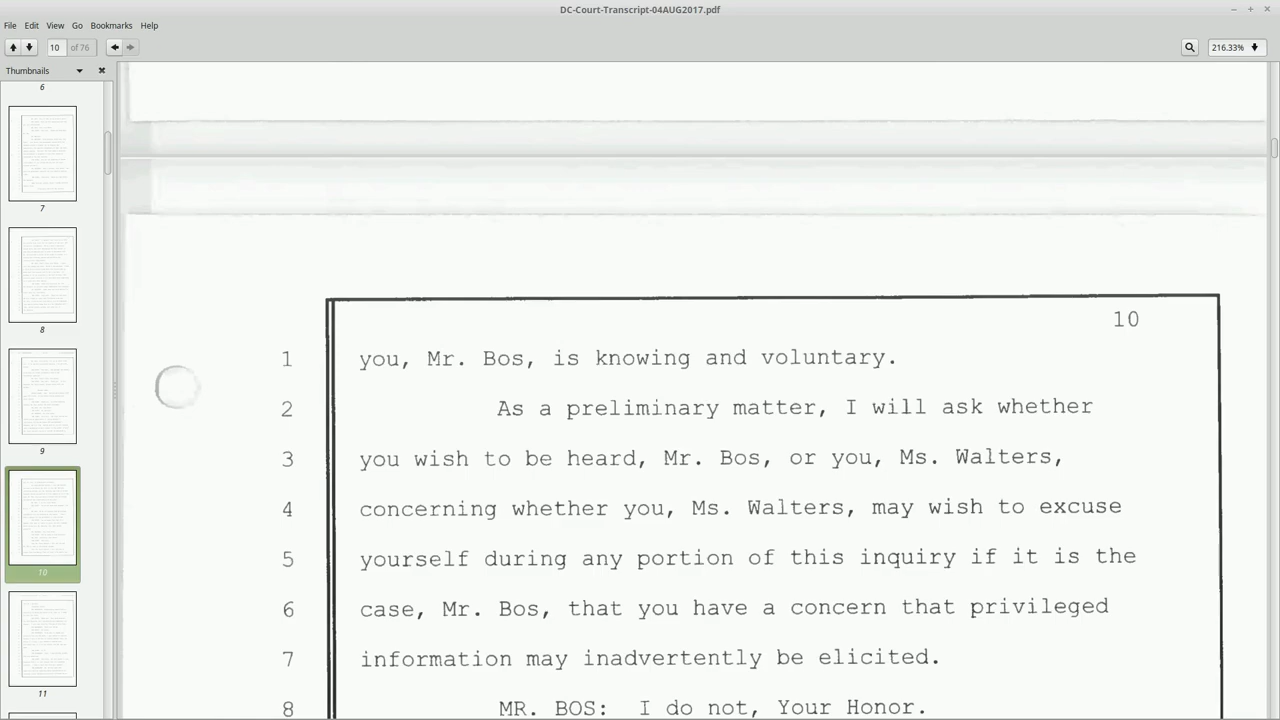 DC-Court-Transcript-04AUG2017.pdf
File Edit View Go Bookmarks Help
10 of 76
216.33%
Thumbnails
6
7
8
9
10
11
10
1 you, Mr. Bos, is knowing and voluntary.
2 As a preliminary matter, I will ask whether
3 you wish to be heard, Mr. Bos, or you, Ms. Walters,
4 concerning whether you, Ms. Walters, may wish to excuse
5 yourself during any portion of this inquiry if it is the
6 case, Mr. Bos, that you have a concern that privileged
7 information may inadvertently be elicited.
8 MR. BOS: I do not, Your Honor.